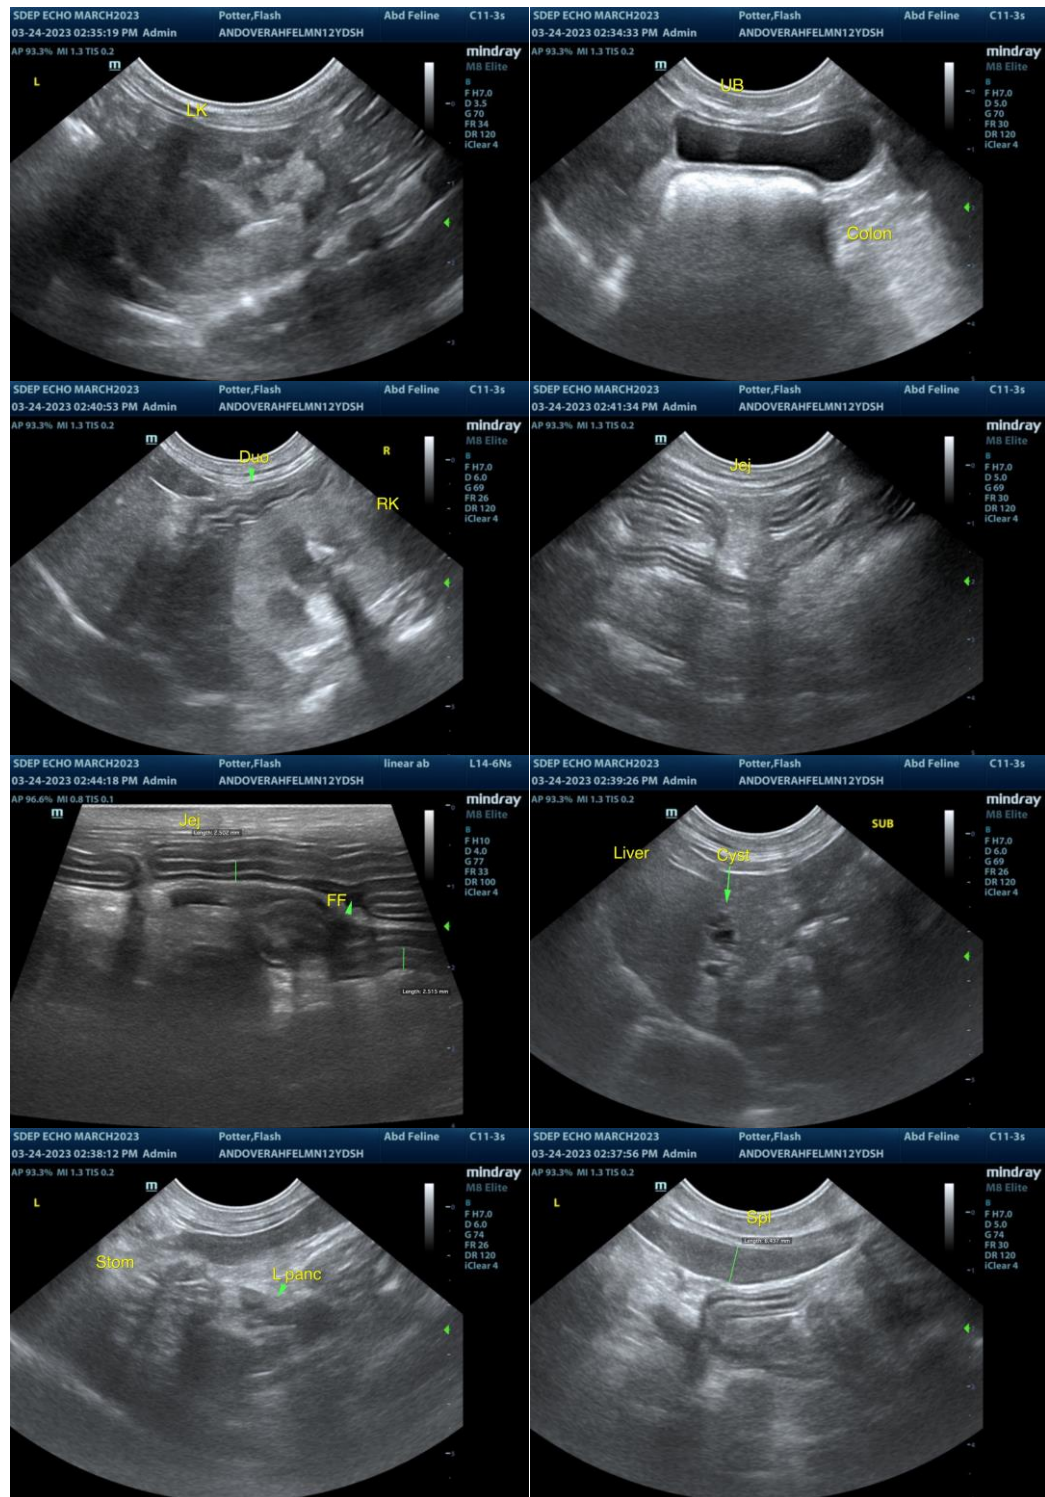 SDEP ECHO MARCH2023 Potter,Flash Abd Feline C11-3s
03-24-2023 02:35:19 PM Admin ANDOVERAHFELMN12YDSH
AP 93.3% MI 1.3 TIS 0.2
mindray
M8 Elite
m
L
LK
B
F H7.0
D 3.5
G 70
FR 34
DR 120
iClear 4
SDEP ECHO MARCH2023 Potter,Flash Abd Feline C11-3s
03-24-2023 02:34:33 PM Admin ANDOVERAHFELMN12YDSH
AP 93.3% MI 1.3 TIS 0.2
mindray
M8 Elite
m
UB
Colon
B
F H7.0
D 5.0
G 70
FR 30
DR 120
iClear 4
SDEP ECHO MARCH2023 Potter,Flash Abd Feline C11-3s
03-24-2023 02:40:53 PM Admin ANDOVERAHFELMN12YDSH
AP 93.3% MI 1.3 TIS 0.2
mindray
M8 Elite
m
Duo
R
RK
B
F H7.0
D 6.0
G 69
FR 26
DR 120
iClear 4
SDEP ECHO MARCH2023 Potter,Flash Abd Feline C11-3s
03-24-2023 02:41:34 PM Admin ANDOVERAHFELMN12YDSH
AP 93.3% MI 1.3 TIS 0.2
mindray
M8 Elite
m
Jej
B
F H7.0
D 5.0
G 69
FR 30
DR 120
iClear 4
SDEP ECHO MARCH2023 Potter,Flash linear ab L14-6Ns
03-24-2023 02:44:18 PM Admin ANDOVERAHFELMN12YDSH
AP 96.6% MI 0.8 TIS 0.1
mindray
M8 Elite
m
Jej
Length: 2.502 mm
FF
Length: 2.515 mm
B
F H10
D 4.0
G 77
FR 33
DR 100
iClear 4
SDEP ECHO MARCH2023 Potter,Flash Abd Feline C11-3s
03-24-2023 02:39:26 PM Admin ANDOVERAHFELMN12YDSH
AP 93.3% MI 1.3 TIS 0.2
mindray
M8 Elite
m
SUB
Liver
Cyst
B
F H7.0
D 6.0
G 69
FR 26
DR 120
iClear 4
SDEP ECHO MARCH2023 Potter,Flash Abd Feline C11-3s
03-24-2023 02:38:12 PM Admin ANDOVERAHFELMN12YDSH
AP 93.3% MI 1.3 TIS 0.2
mindray
M8 Elite
m
L
Stom
L panc
B
F H7.0
D 6.0
G 74
FR 26
DR 120
iClear 4
SDEP ECHO MARCH2023 Potter,Flash Abd Feline C11-3s
03-24-2023 02:37:56 PM Admin ANDOVERAHFELMN12YDSH
AP 93.3% MI 1.3 TIS 0.2
mindray
M8 Elite
m
L
Spl
B
F H7.0
D 5.0
G 74
FR 30
DR 120
iClear 4